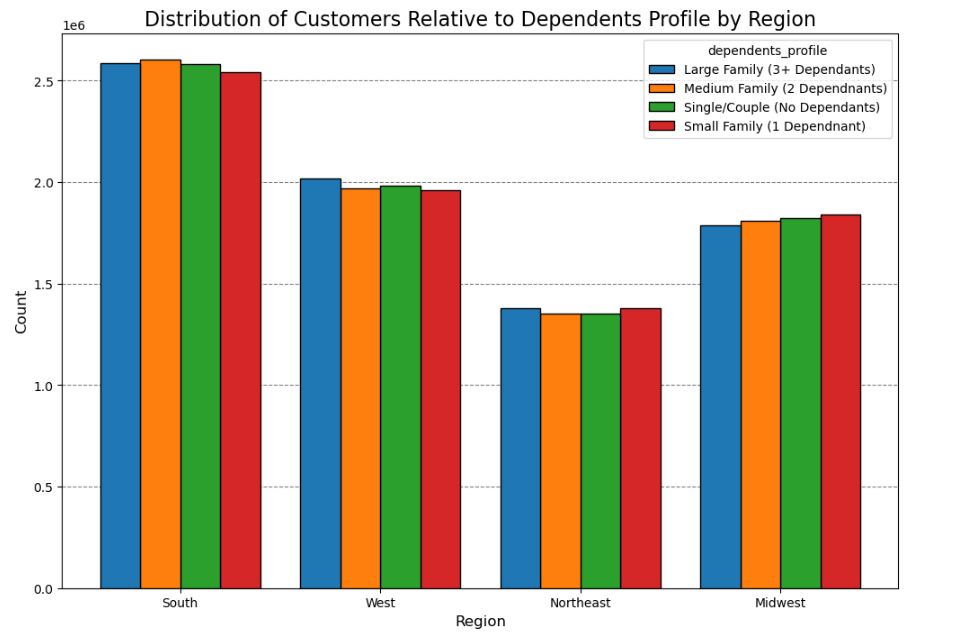 Distribution of Customers Relative to Dependents Profile by Region
1e6
dependents_profile
Large Family (3+ Dependants)
Medium Family (2 Dependnants)
Single/Couple (No Dependants)
Small Family (1 Dependnant)
2.5
2.0
1.5
1.0
0.5
0.0
Count
South West Northeast Midwest
Region